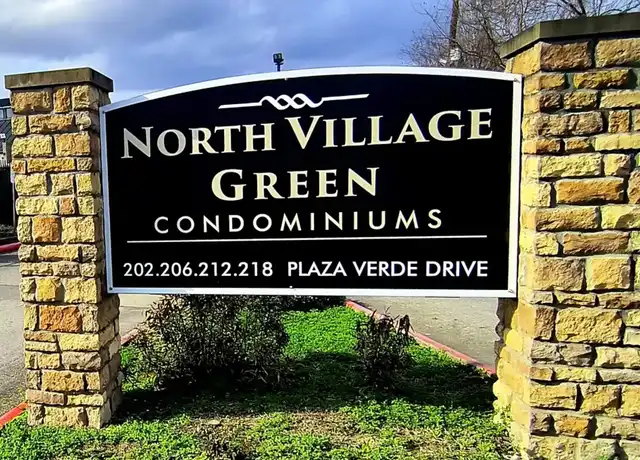 NORTH VILLAGE
GREEN
CONDOMINIUMS
202.206.212.218 PLAZA VERDE DRIVE